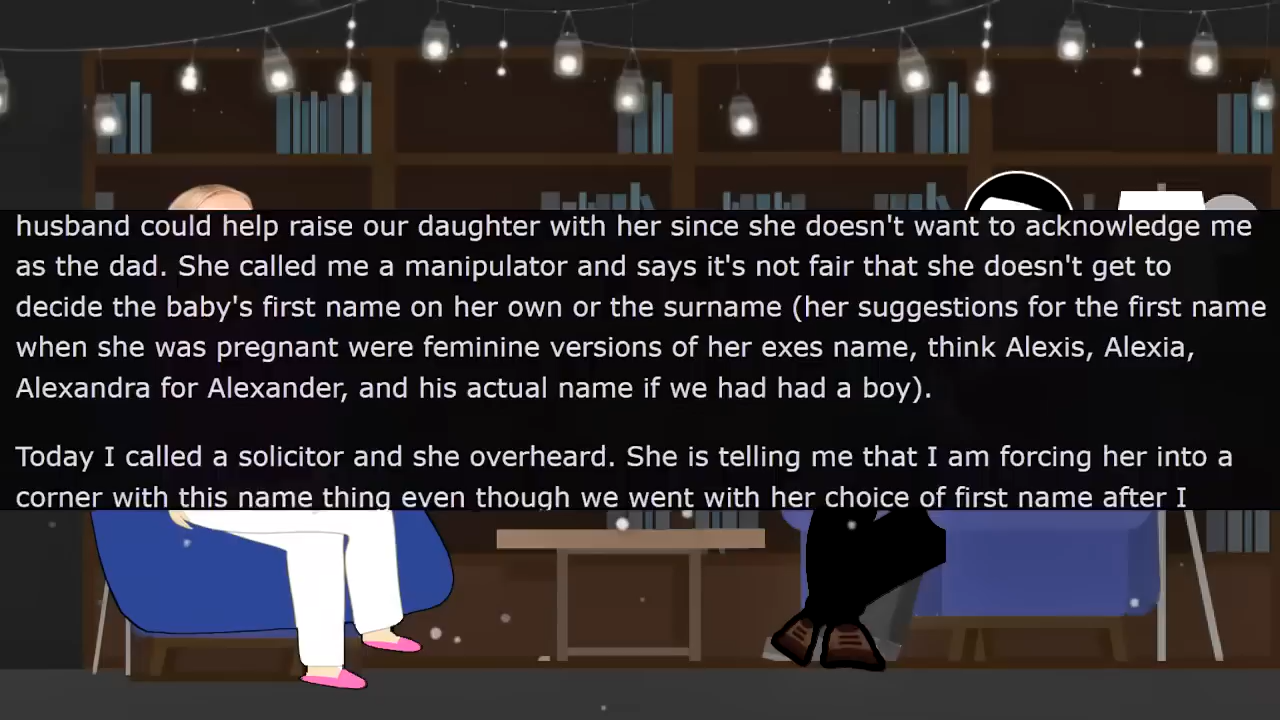 husband could help raise our daughter with her since she doesn't want to acknowledge me
as the dad. She called me a manipulator and says it's not fair that she doesn't get to
decide the baby's first name on her own or the surname (her suggestions for the first name
when she was pregnant were feminine versions of her exes name, think Alexis, Alexia,
Alexandra for Alexander, and his actual name if we had had a boy).
Today I called a solicitor and she overheard. She is telling me that I am forcing her into a
corner with this name thing even though we went with her choice of first name after I